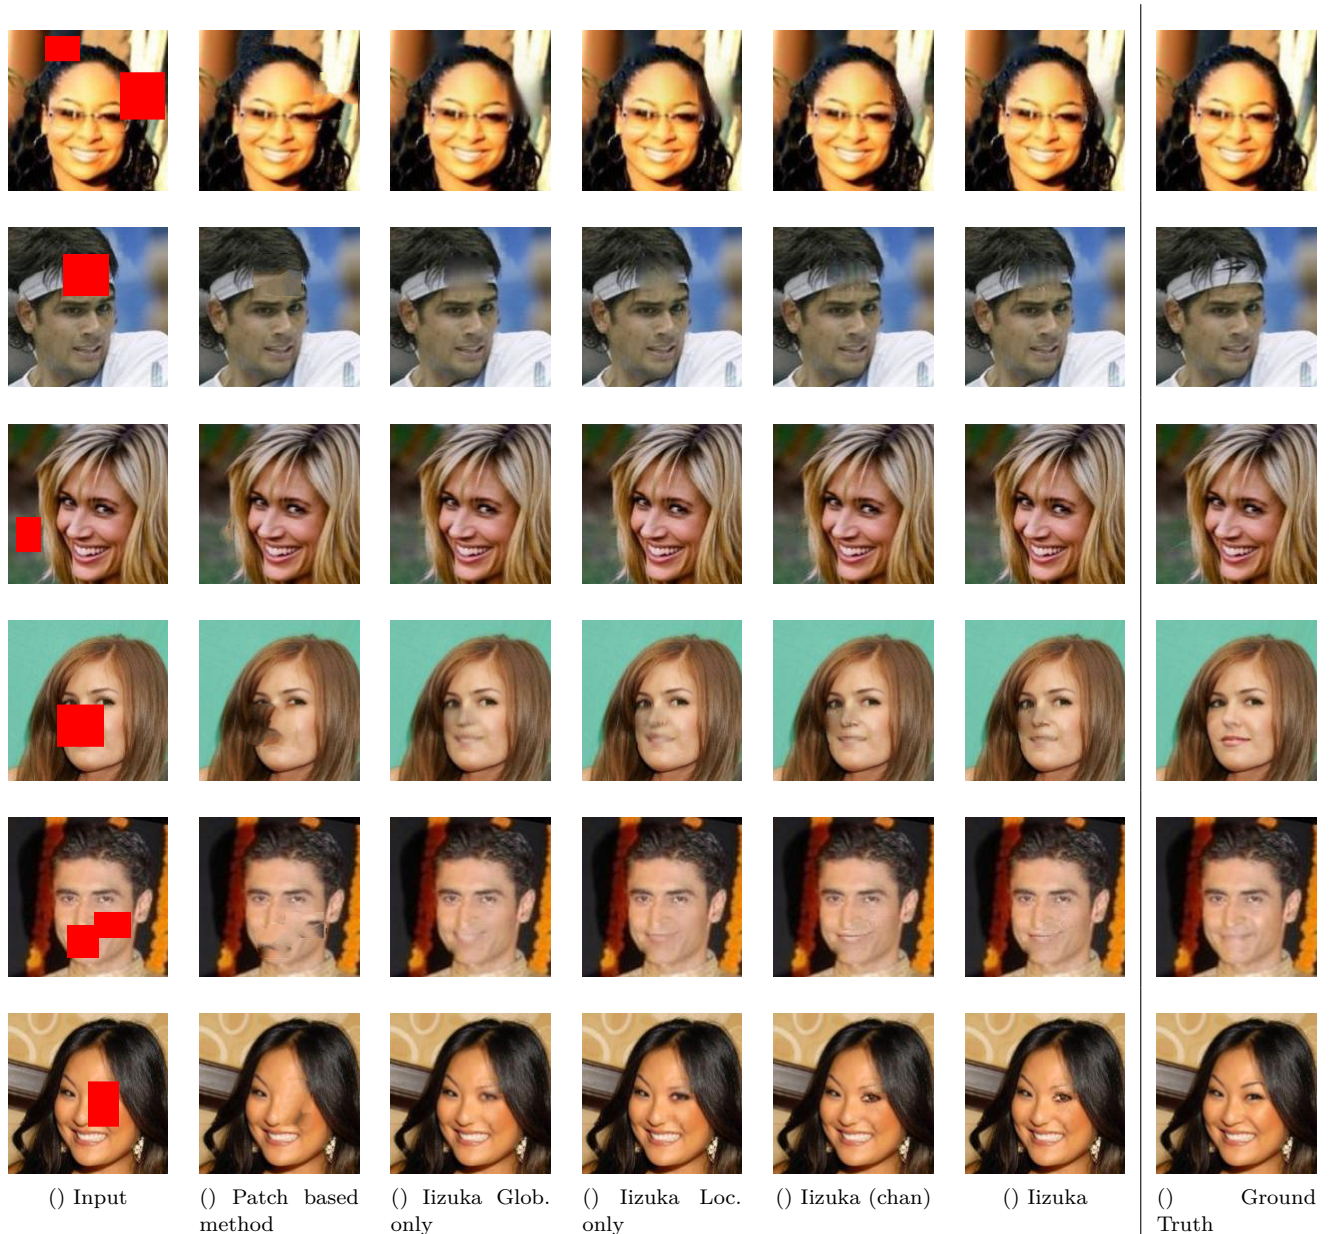 () Input
() Patch based
method
() Iizuka Glob.
only
() Iizuka Loc.
only
() Iizuka (chan)
() Iizuka
() Ground
Truth